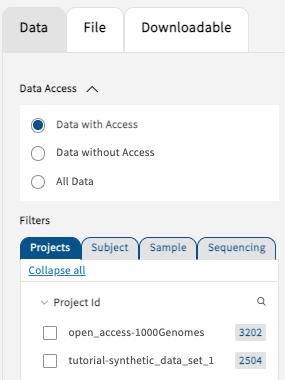 Data File Downloadable
Data Access
Data with Access
Data without Access
All Data
Filters
Projects Subject Sample Sequencing
Collapse all
Project Id
open_access-1000Genomes 3202
tutorial-synthetic_data_set_1 2504